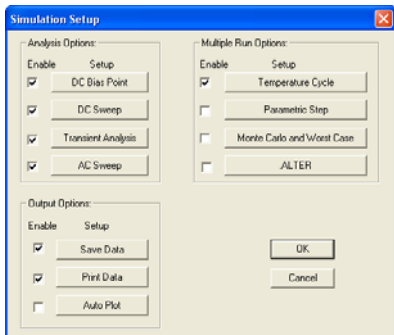 Simulation Setup
Analysis Options:
Enable Setup
DC Bias Point
DC Sweep
Transient Analysis
AC Sweep
Multiple Run Options:
Enable Setup
Temperature Cycle
Parametric Step
Monte Carlo and Worst Case
.ALTER
Output Options:
Enable Setup
Save Data
Print Data
Auto Plot
OK
Cancel